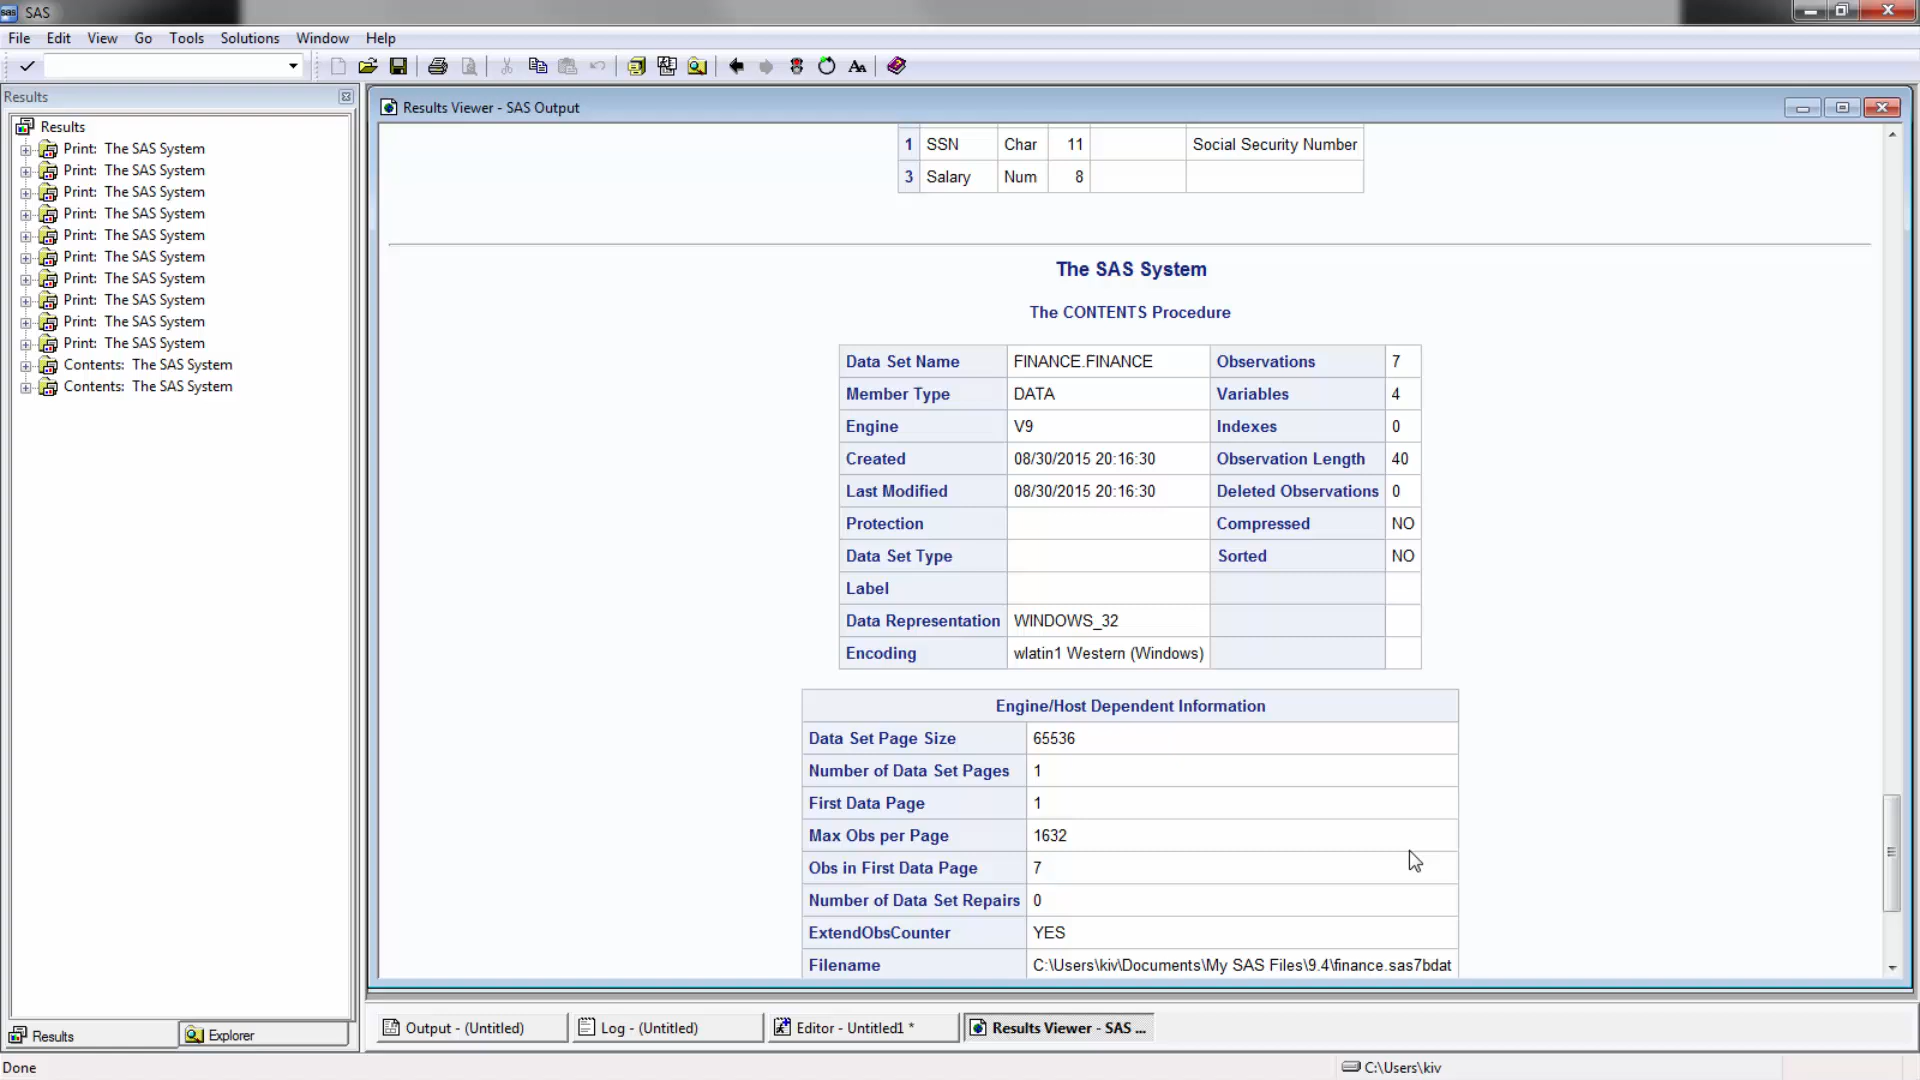 SAS
File Edit View Go Tools Solutions Window Help
Results
Results
Print: The SAS System
Print: The SAS System
Print: The SAS System
Print: The SAS System
Print: The SAS System
Print: The SAS System
Print: The SAS System
Print: The SAS System
Print: The SAS System
Print: The SAS System
Contents: The SAS System
Contents: The SAS System
Results Explorer
Results Viewer - SAS Output
1 SSN Char 11 Social Security Number
3 Salary Num 8
The SAS System
The CONTENTS Procedure
Data Set Name FINANCE.FINANCE Observations 7
Member Type DATA Variables 4
Engine V9 Indexes 0
Created 08/30/2015 20:16:30 Observation Length 40
Last Modified 08/30/2015 20:16:30 Deleted Observations 0
Protection Compressed NO
Data Set Type Sorted NO
Label
Data Representation WINDOWS_32
Encoding wlatin1 Western (Windows)
Engine/Host Dependent Information
Data Set Page Size 65536
Number of Data Set Pages 1
First Data Page 1
Max Obs per Page 1632
Obs in First Data Page 7
Number of Data Set Repairs 0
ExtendObsCounter YES
Filename C:\Users\kiv\Documents\My SAS Files\9.4\finance.sas7bdat
Output - (Untitled) Log - (Untitled) Editor - Untitled1 * Results Viewer - SAS ...
Done C:\Users\kiv